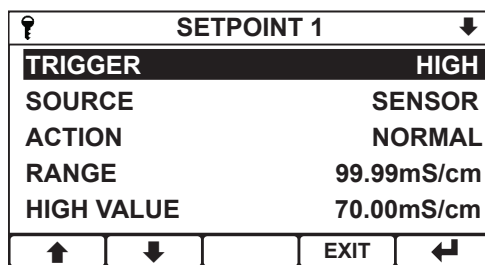 SETPOINT 1
TRIGGER HIGH
SOURCE SENSOR
ACTION NORMAL
RANGE 99.99mS/cm
HIGH VALUE 70.00mS/cm
EXIT